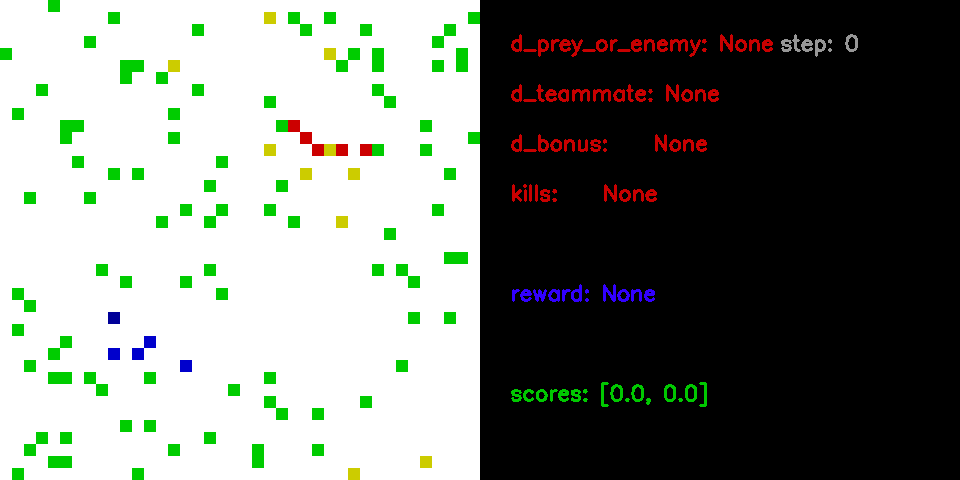 d_prey_or_enemy: None step: 0
d_teammate: None
d_bonus: None
kills: None
reward: None
scores: [0.0, 0.0]